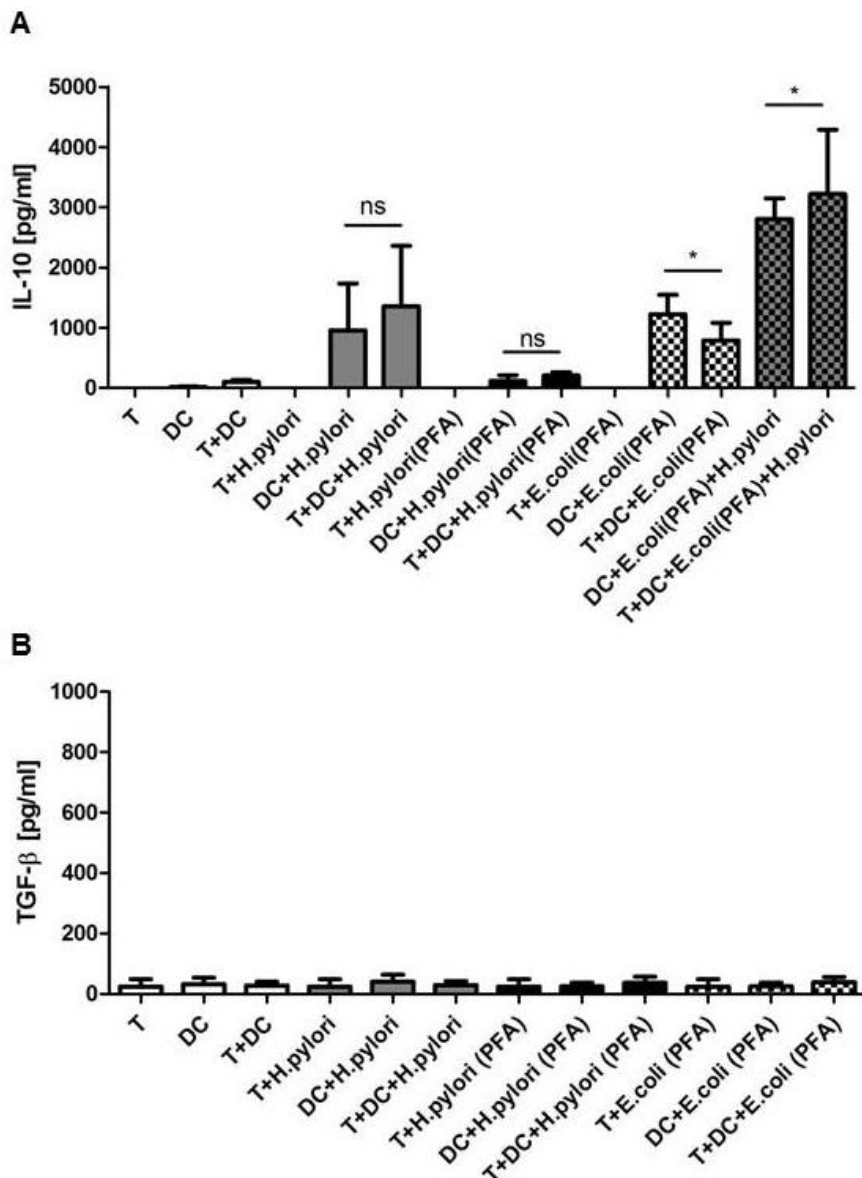 A
IL-10 [pg/ml]
5000
4000
3000
2000
1000
0
ns
ns
*
*
T
DC
T+DC
T+H.pylori
DC+H.pylori
T+DC+H.pylori
T+H.pylori(PFA)
DC+H.pylori(PFA)
T+DC+H.pylori(PFA)
T+E.coli(PFA)
DC+E.coli(PFA)
T+DC+E.coli(PFA)
DC+E.coli(PFA)+H.pylori
T+DC+E.coli(PFA)+H.pylori
B
TGF-β [pg/ml]
1000
800
600
400
200
0
T
DC
T+DC
T+H.pylori
DC+H.pylori
T+DC+H.pylori
T+H.pylori (PFA)
DC+H.pylori (PFA)
T+DC+H.pylori (PFA)
T+E.coli (PFA)
DC+E.coli (PFA)
T+DC+E.coli (PFA)